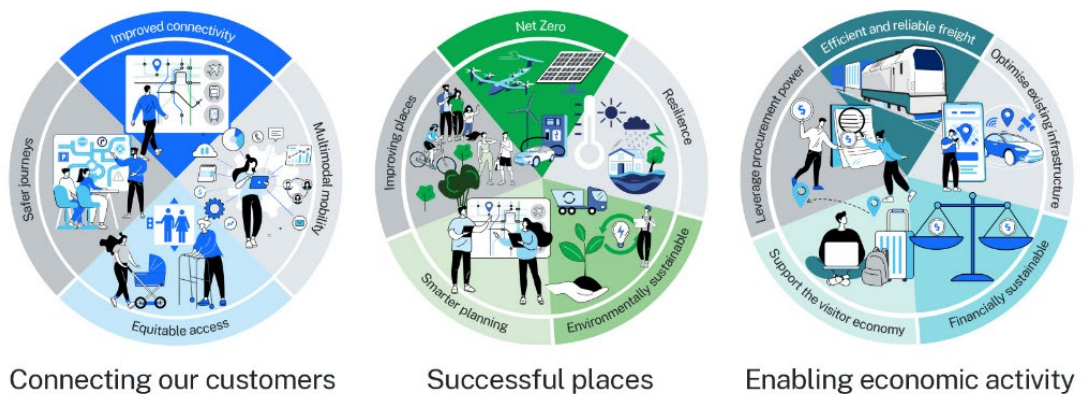 Improved connectivity
Safer journeys
Multimodal mobility
Equitable access
Connecting our customers
Net Zero
Improving places
Resilience
Smarter planning
Environmentally sustainable
Successful places
Efficient and reliable freight
Leverage procurement power
Optimise existing infrastructure
Support the visitor economy
Financially sustainable
Enabling economic activity